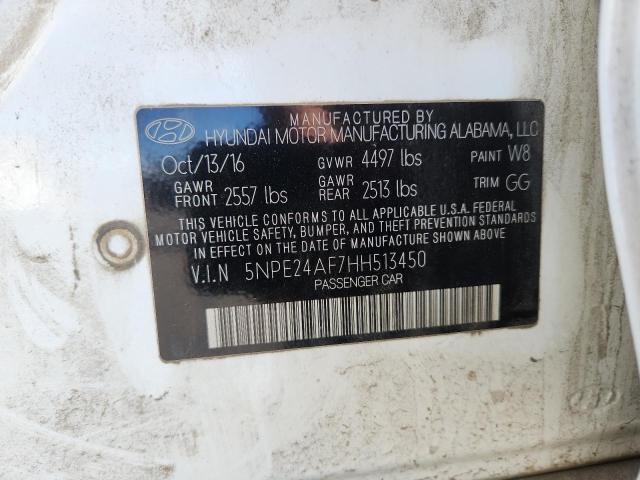 MANUFACTURED BY
HYUNDAI MOTOR MANUFACTURING ALABAMA, LLC
Oct/13/16 GVWR 4497 lbs PAINT W8
GAWR FRONT 2557 lbs GAWR REAR 2513 lbs TRIM GG
THIS VEHICLE CONFORMS TO ALL APPLICABLE U.S.A. FEDERAL
MOTOR VEHICLE SAFETY, BUMPER, AND THEFT PREVENTION STANDARDS
IN EFFECT ON THE DATE OF MANUFACTURE SHOWN ABOVE.
V.I.N 5NPE24AF7HH513450
PASSENGER CAR